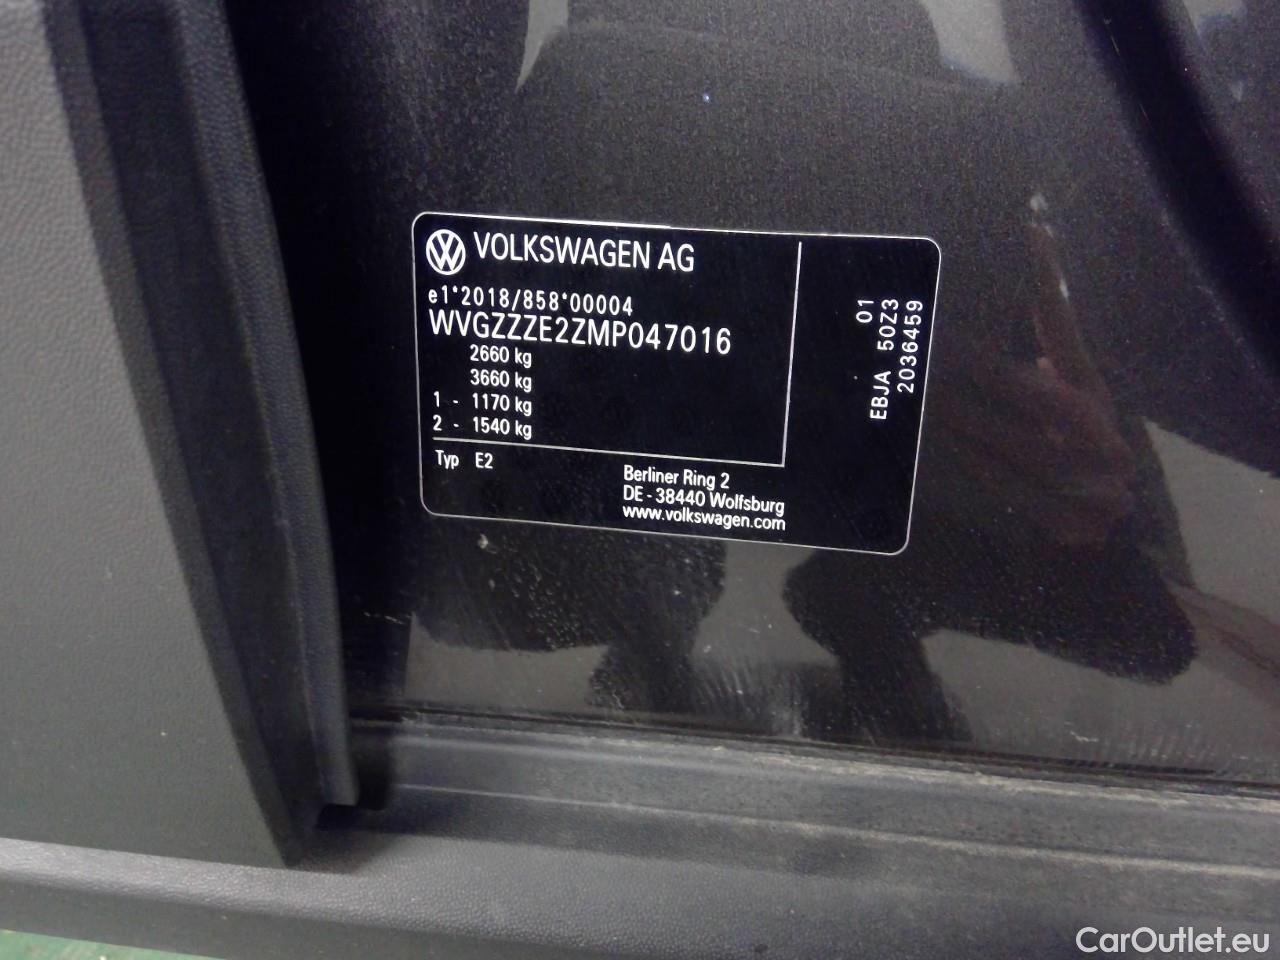 VOLKSWAGEN AG
e1*2018/858*00004
WVGZZZE2ZMP047016
2660 kg
3660 kg
1 - 1170 kg
2 - 1540 kg
Typ E2
Berliner Ring 2
DE - 38440 Wolfsburg
www.volkswagen.com
01
EBJA 50Z3
2036459
CarOutlet.eu